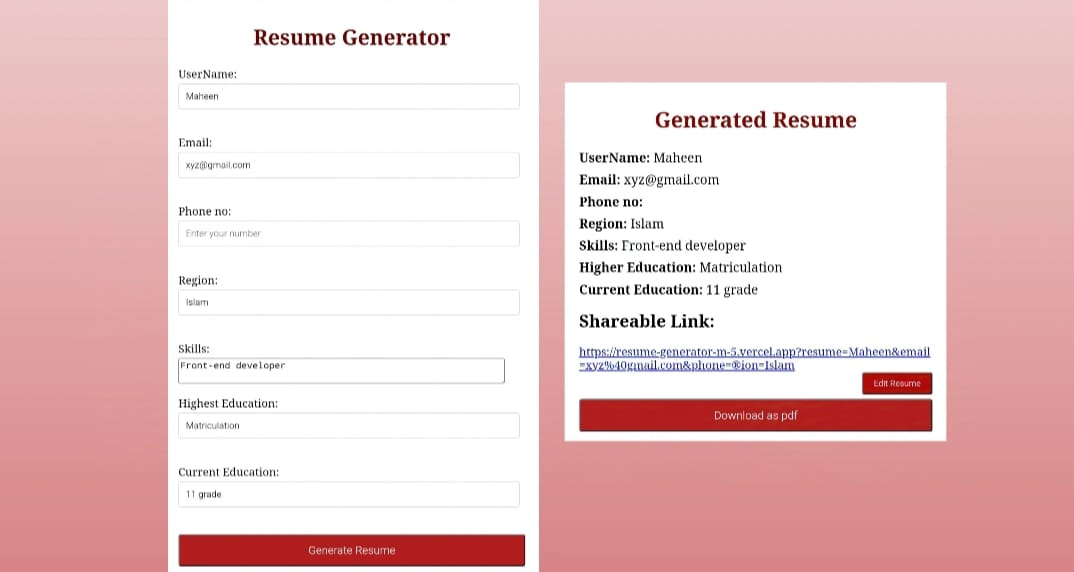 Resume Generator
UserName:
Maheen
Email:
xyz@gmail.com
Phone no:
Enter your number
Region:
Islam
Skills:
Front-end developer
Highest Education:
Matriculation
Current Education:
11 grade
Generate Resume
Generated Resume
UserName: Maheen
Email: xyz@gmail.com
Phone no:
Region: Islam
Skills: Front-end developer
Higher Education: Matriculation
Current Education: 11 grade
Shareable Link:
https://resume-generator-m-5.vercel.app?resume=Maheen&email
=xyz%40gmail.com&phone=®ion=Islam
Edit Resume
Download as pdf